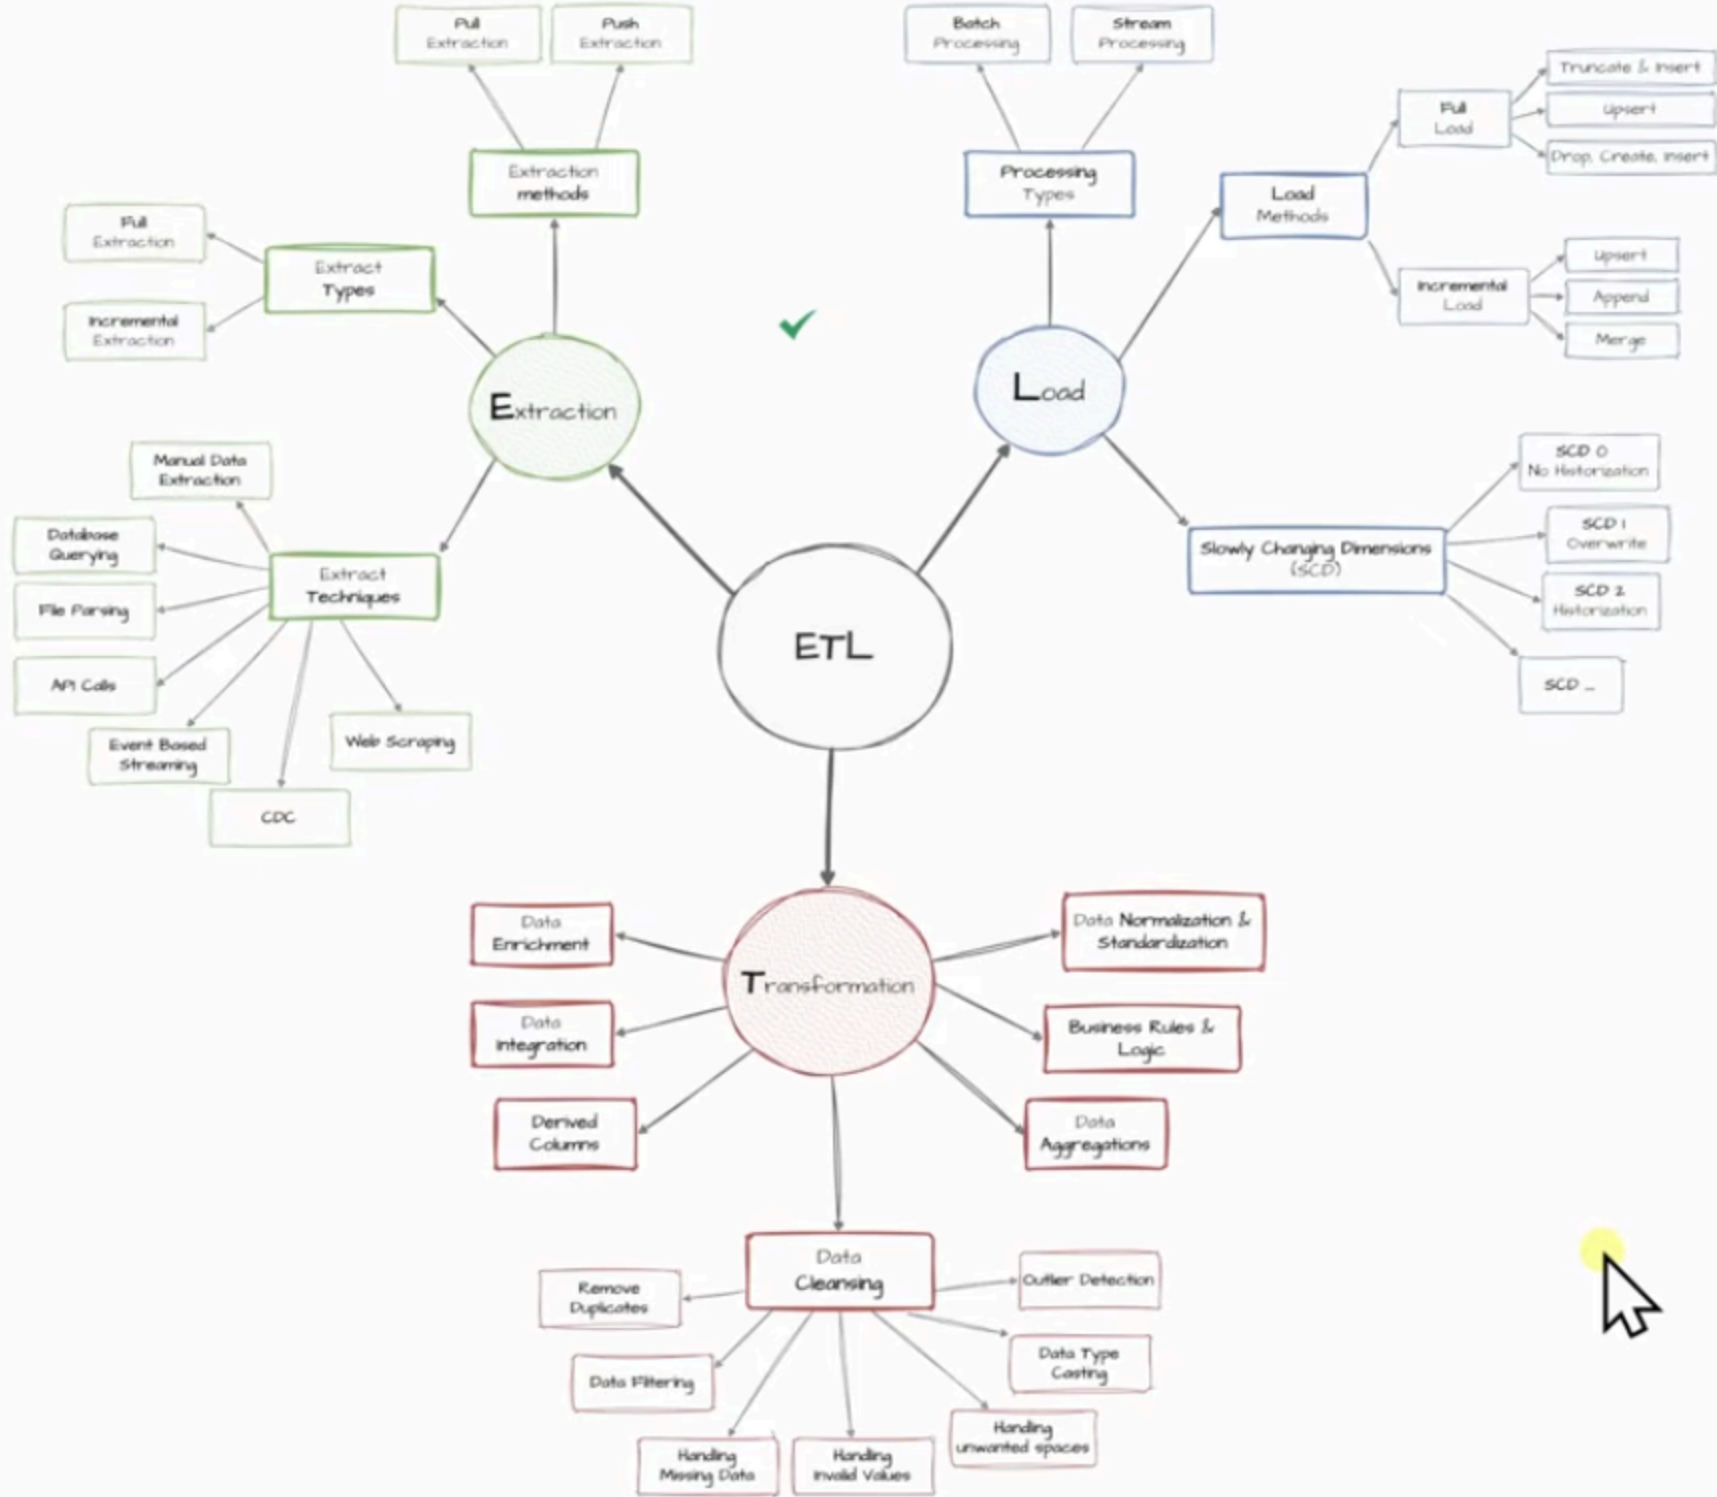 Pull
Extraction
Push
Extraction
Extraction
methods
Full
Extraction
Incremental
Extraction
Extract
Types
Extraction
Manual Data
Extraction
Database
Querying
File Parsing
API Calls
Event Based
Streaming
CDC
Web Scraping
Extract
Techniques
Batch
Processing
Stream
Processing
Processing
Types
Load
Load
Methods
Full
Load
Truncate & Insert
Upsert
Drop, Create, Insert
Incremental
Load
Upsert
Append
Merge
Slowly Changing Dimensions
(SCD)
SCD 0
No Historization
SCD 1
Overwrite
SCD 2
Historization
SCD ...
ETL
Transformation
Data
Enrichment
Data
Integration
Derived
Columns
Data Normalization &
Standardization
Business Rules &
Logic
Data
Aggregations
Data
Cleansing
Remove
Duplicates
Data Filtering
Handling
Missing Data
Handling
Invalid Values
Handling
unwanted spaces
Data Type
Casting
Outlier Detection